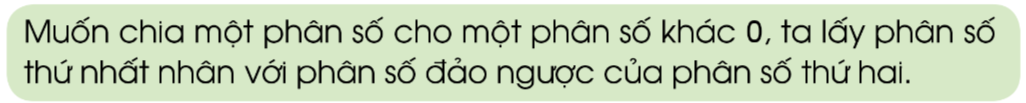 Muốn chia một phân số cho một phân số khác 0, ta lấy phân số
thứ nhất nhân với phân số đảo ngược của phân số thứ hai.